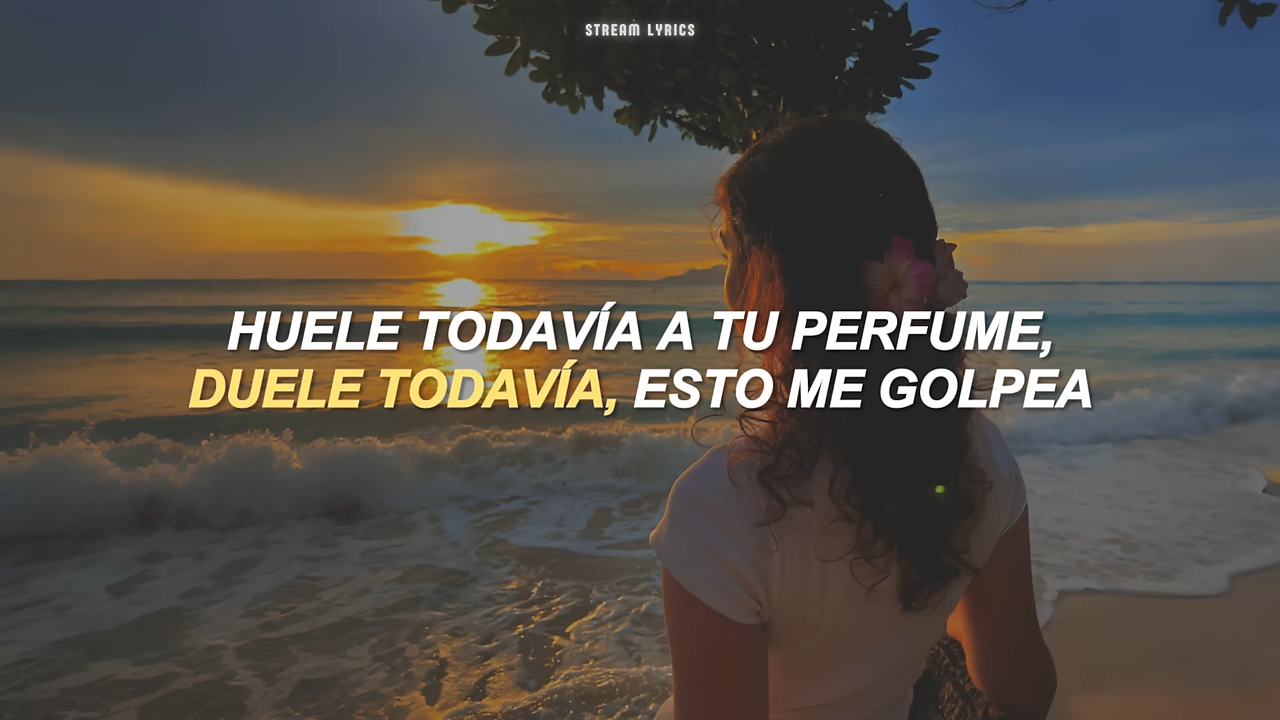 STREAM LYRICS
HUELE TODAVÍA A TU PERFUME,
DUELE TODAVÍA, ESTO ME GOLPEA